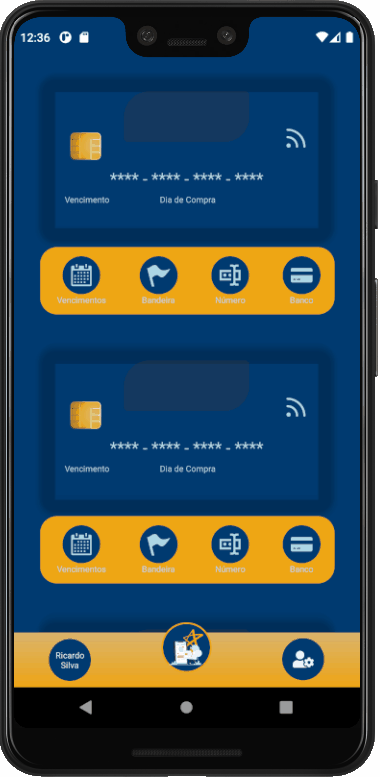 12:36
**** - **** - **** - ****
Vencimento Dia de Compra
Vencimentos Bandeira Número Banco
**** - **** - **** - ****
Vencimento Dia de Compra
Vencimentos Bandeira Número Banco
Ricardo
Silva